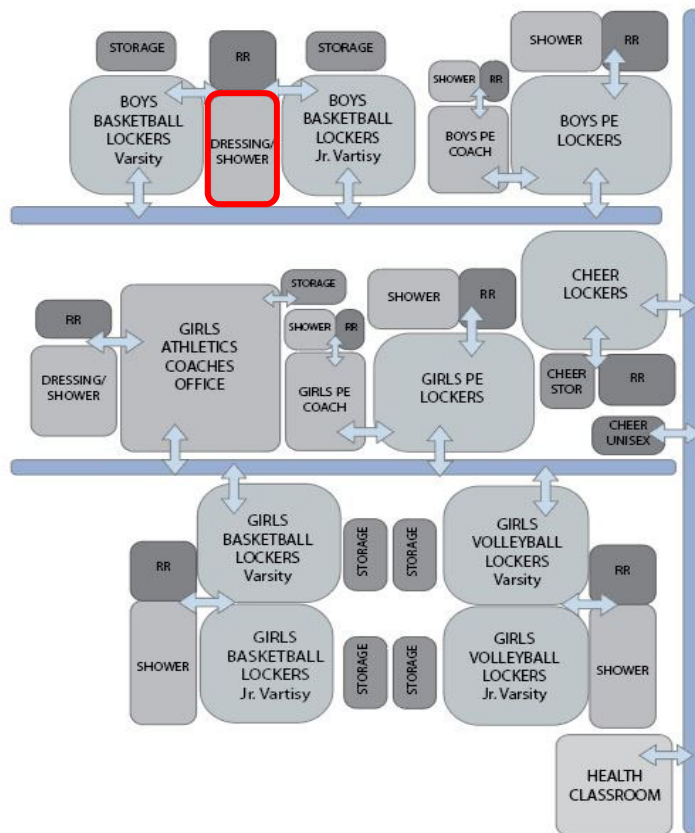 STORAGE
RR
STORAGE
SHOWER
RR
SHOWER
RR
BOYS
BASKETBALL
LOCKERS
Varsity
DRESSING/
SHOWER
BOYS
BASKETBALL
LOCKERS
Jr. Vartisy
BOYS PE
COACH
BOYS PE
LOCKERS
CHEER
LOCKERS
STORAGE
SHOWER
RR
RR
GIRLS
ATHLETICS
COACHES
OFFICE
SHOWER
RR
DRESSING/
SHOWER
GIRLS PE
COACH
GIRLS PE
LOCKERS
CHEER
STOR
RR
CHEER
UNISEX
GIRLS
BASKETBALL
LOCKERS
Varsity
STORAGE
STORAGE
GIRLS
VOLLEYBALL
LOCKERS
Varsity
RR
RR
SHOWER
GIRLS
BASKETBALL
LOCKERS
Jr. Vartisy
STORAGE
STORAGE
GIRLS
VOLLEYBALL
LOCKERS
Jr. Varsity
SHOWER
HEALTH
CLASSROOM